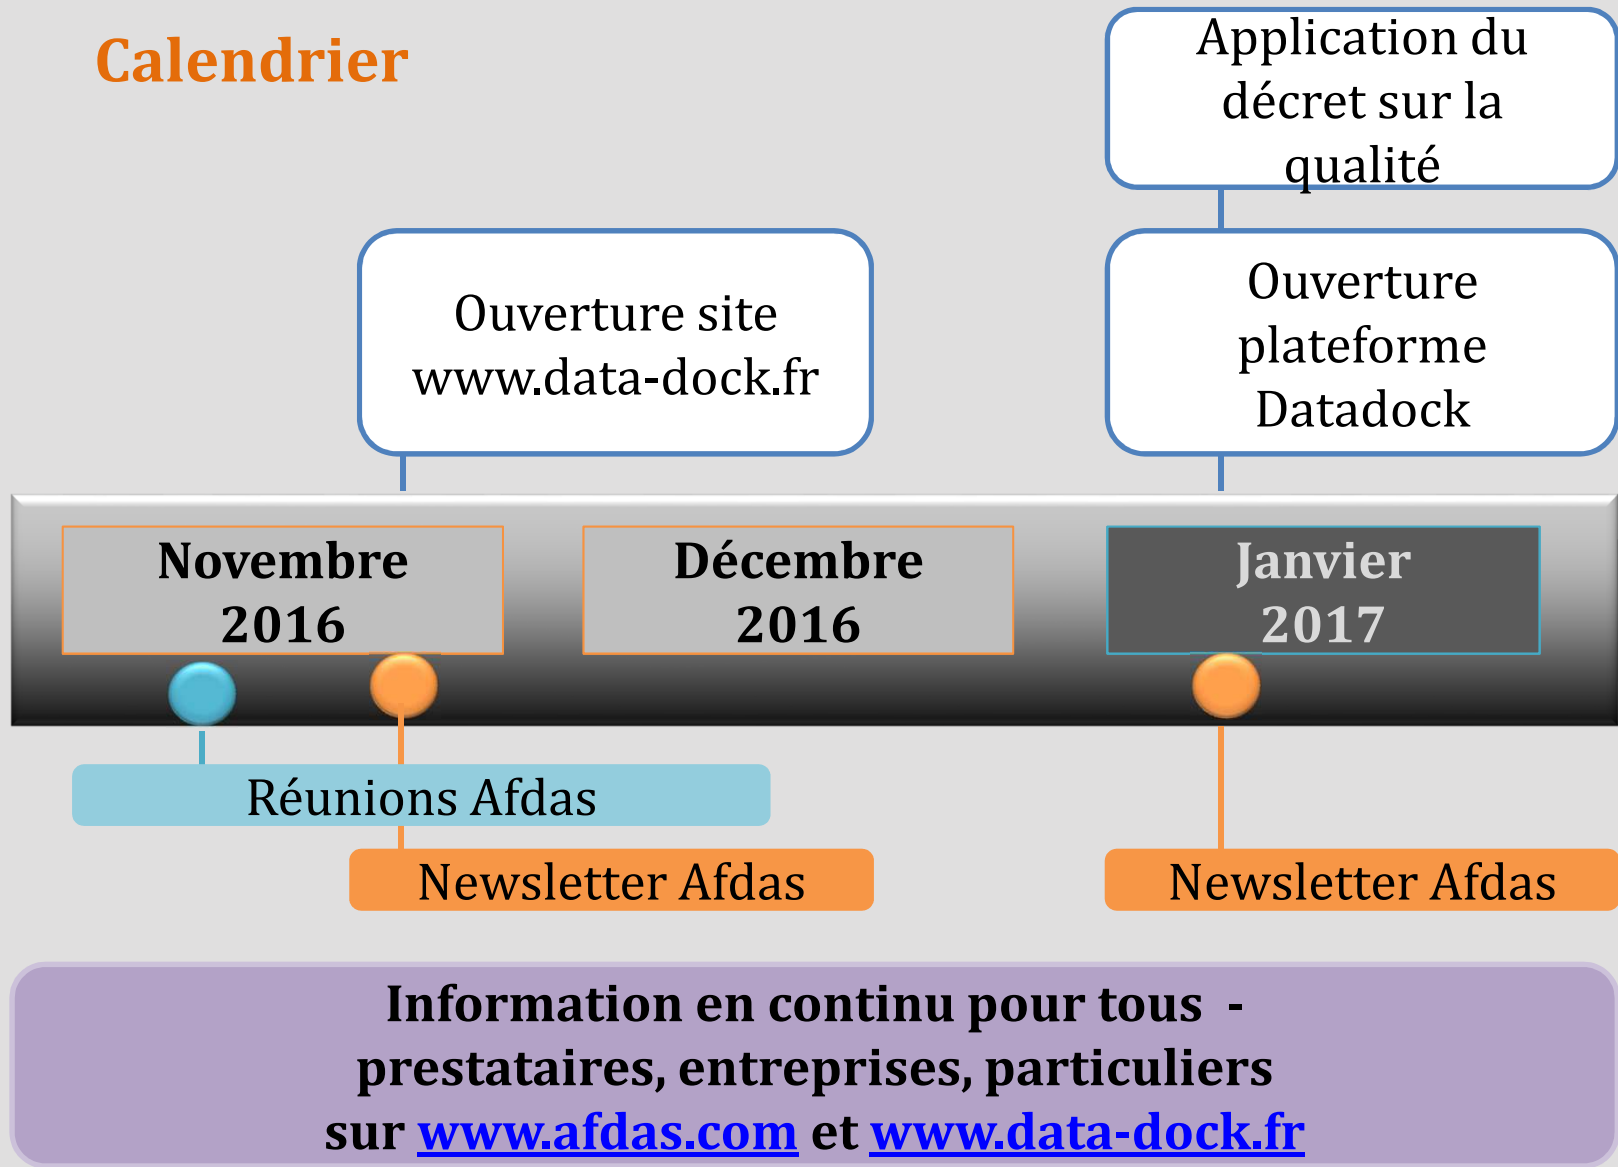 Calendrier
Application du
décret sur la
qualité
Ouverture site
www.data-dock.fr
Ouverture
plateforme
Datadock
Novembre
2016
Décembre
2016
Janvier
2017
Réunions Afdas
Newsletter Afdas
Newsletter Afdas
Information en continu pour tous  -
prestataires, entreprises, particuliers
sur www.afdas.com et www.data-dock.fr